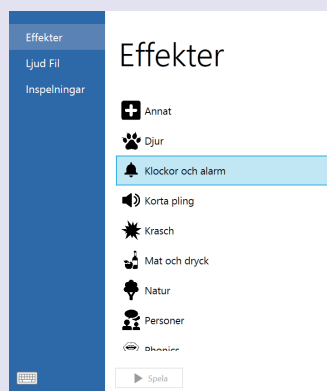 Effekter
Ljud Fil
Inspelningar
Effekter
Annat
Djur
Klockor och alarm
Korta pling
Krasch
Mat och dryck
Natur
Personer
Phonics
Spela